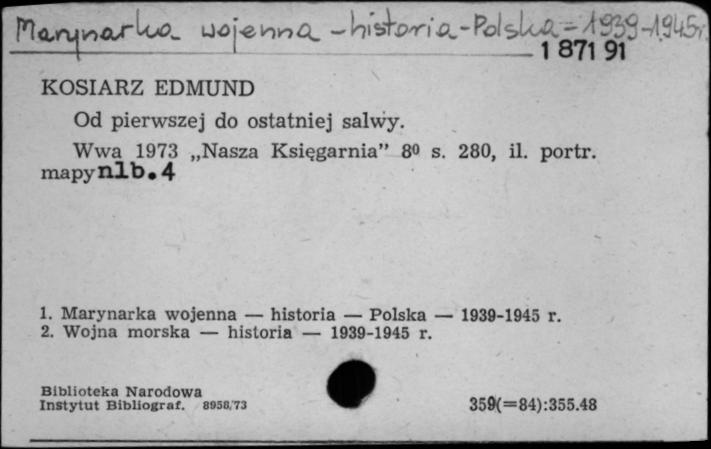 Marynarka wojenna - historia - Polska = 1939-1945 r.
1 871 91
KOSIARZ EDMUND
Od pierwszej do ostatniej salwy.
Wwa 1973 „Nasza Księgarnia” 8⁰ s. 280, il. portr.
mapy nlb. 4
1. Marynarka wojenna — historia — Polska — 1939-1945 r.
2. Wojna morska — historia — 1939-1945 r.
Biblioteka Narodowa
Instytut Bibliograf. 8958/73
359(=84):355.48